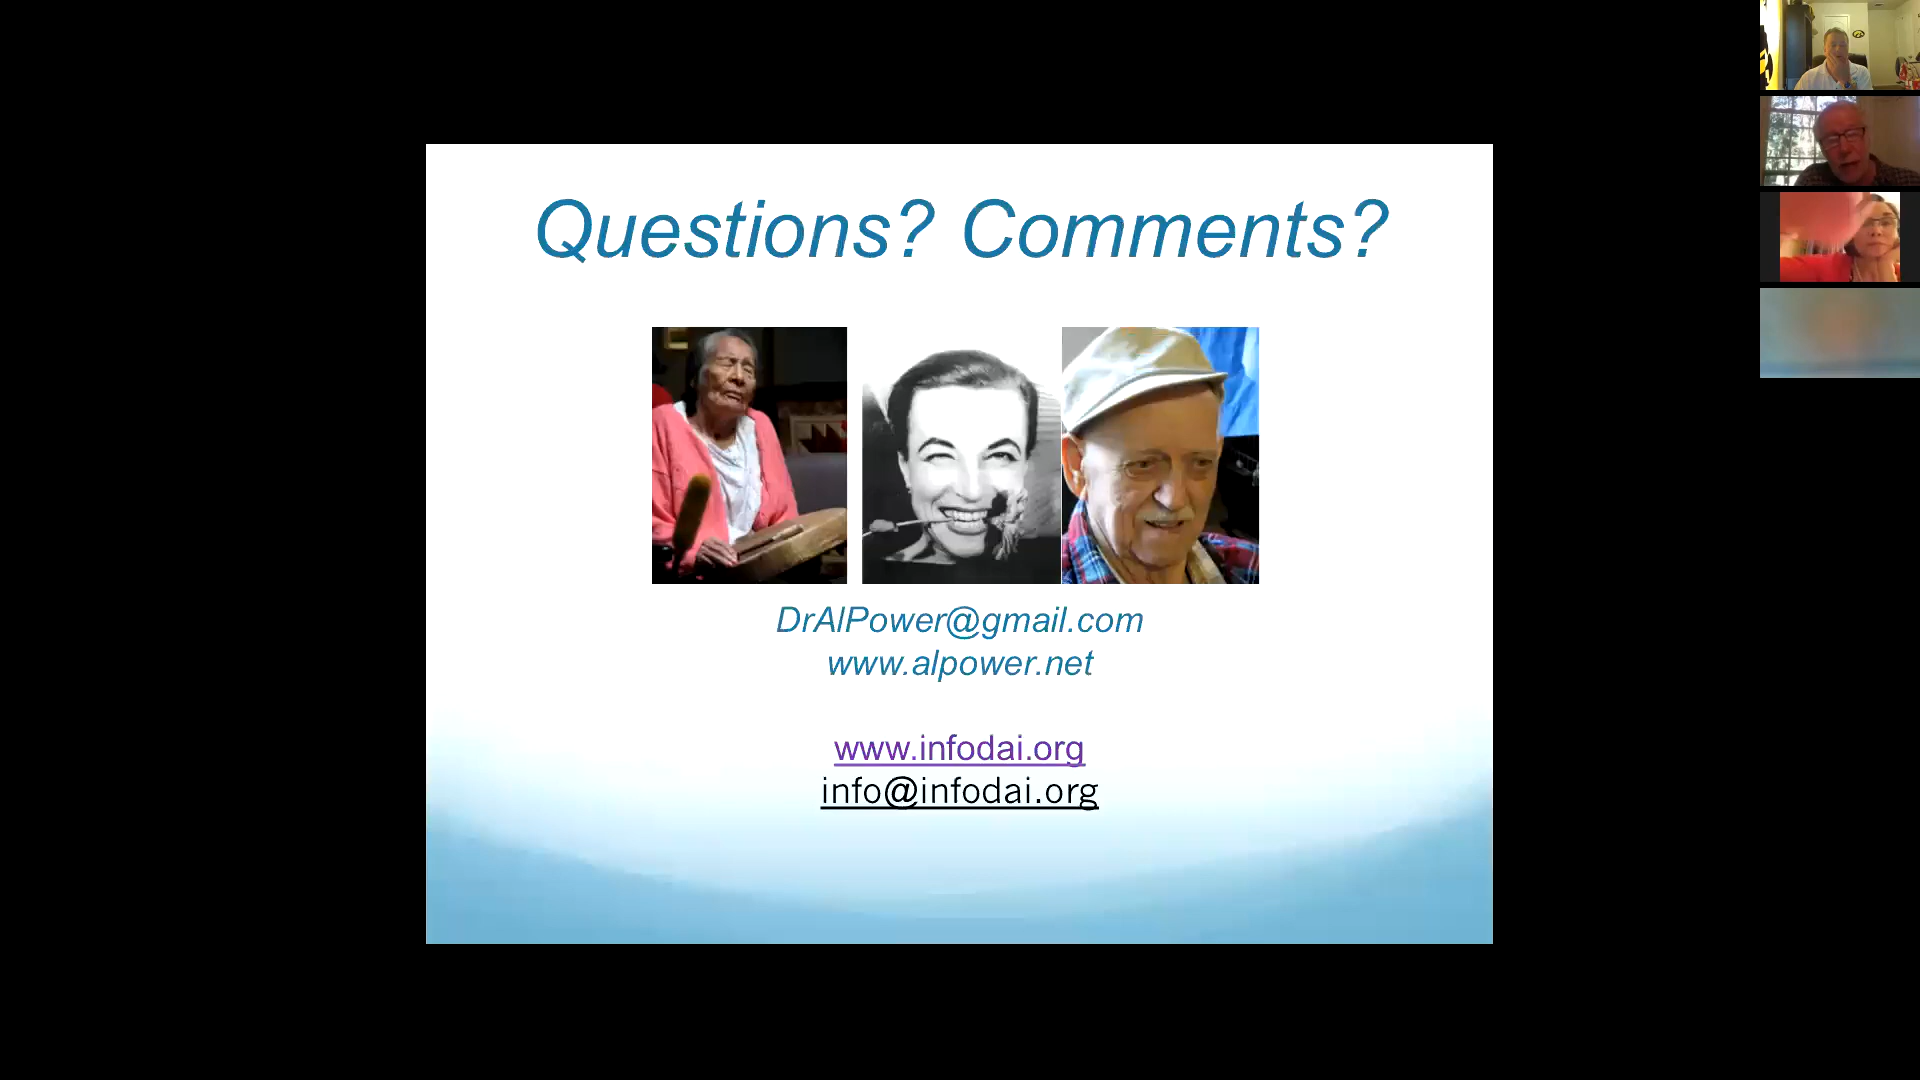 Questions? Comments?
DrAlPower@gmail.com
www.alpower.net
www.infodai.org
info@infodai.org